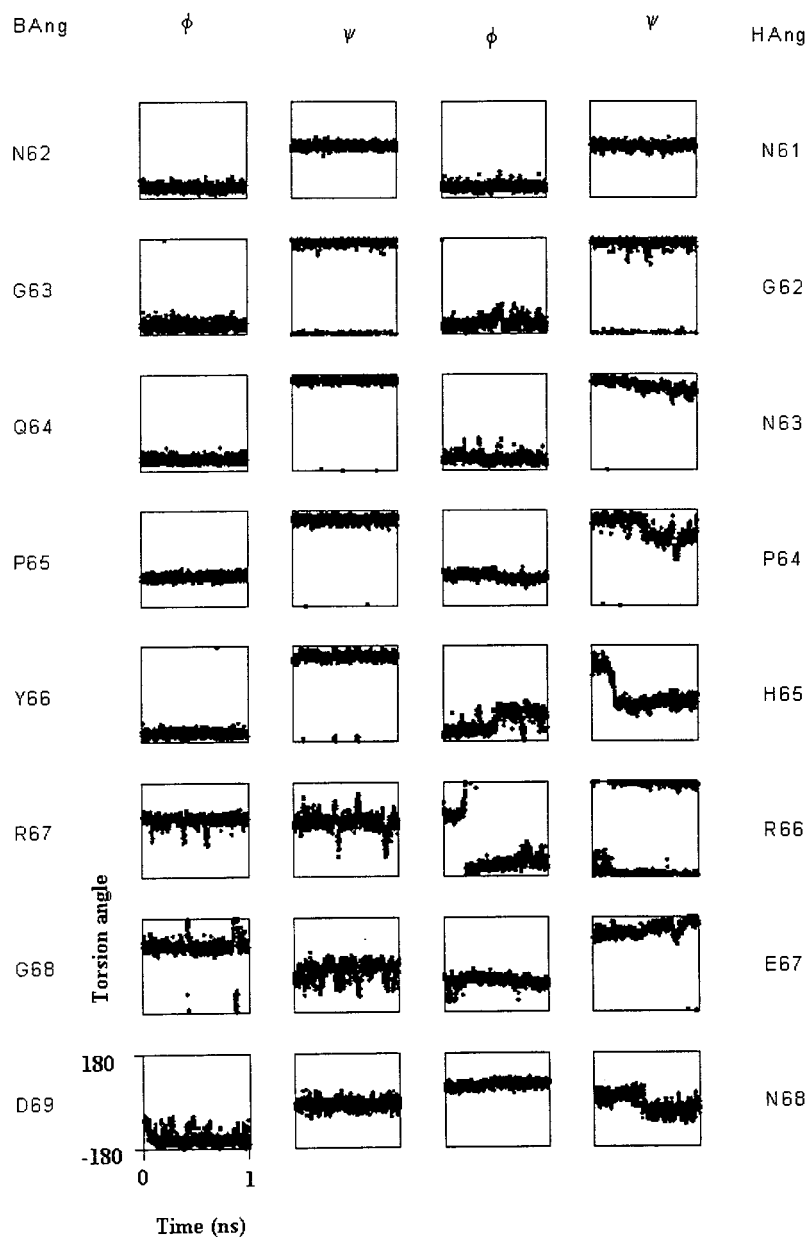 BAng ϕ ψ ϕ ψ HAng
N62 N61
G63 G62
Q64 N63
P65 P64
Y66 H65
R67 R66
G68 E67
Torsion angle
180
D69 N68
-180
0 1
Time (ns)